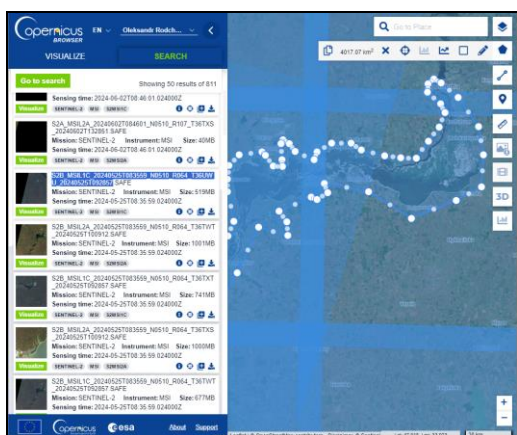 Copernicus
BROWSER
EN
Oleksandr Rodch...
VISUALIZE
SEARCH
Go to search
Showing 50 results of 811
Sensing time: 2024-06-02T08:46:01.024000Z
Visualize SENTINEL-2 MSI S2MSI1C
S2A_MSIL2A_20240602T084601_N0510_R107_T36TXS
_20240602T132851.SAFE
Mission: SENTINEL-2 Instrument: MSI Size: 40MB
Sensing time: 2024-06-02T08:46:01.024000Z
Visualize SENTINEL-2 MSI S2MSI2A
S2B_MSIL1C_20240525T083559_N0510_R064_T36UW
U_20240525T092857.SAFE
Mission: SENTINEL-2 Instrument: MSI Size: 519MB
Sensing time: 2024-05-25T08:35:59.024000Z
Visualize SENTINEL-2 MSI S2MSI1C
S2B_MSIL2A_20240525T083559_N0510_R064_T36TWT
_20240525T100912.SAFE
Mission: SENTINEL-2 Instrument: MSI Size: 1001MB
Sensing time: 2024-05-25T08:35:59.024000Z
Visualize SENTINEL-2 MSI S2MSI2A
S2B_MSIL1C_20240525T083559_N0510_R064_T36TXT
_20240525T092857.SAFE
Mission: SENTINEL-2 Instrument: MSI Size: 741MB
Sensing time: 2024-05-25T08:35:59.024000Z
Visualize SENTINEL-2 MSI S2MSI1C
S2B_MSIL2A_20240525T083559_N0510_R064_T36TXS
_20240525T100912.SAFE
Mission: SENTINEL-2 Instrument: MSI Size: 1000MB
Sensing time: 2024-05-25T08:35:59.024000Z
Visualize SENTINEL-2 MSI S2MSI2A
S2B_MSIL1C_20240525T083559_N0510_R064_T36TWT
_20240525T092857.SAFE
Mission: SENTINEL-2 Instrument: MSI Size: 677MB
Sensing time: 2024-05-25T08:35:59.024000Z
Visualize SENTINEL-2 MSI S2MSI1C
Copernicus
esa
About Support
Go to Place
4017.07 km²
3D